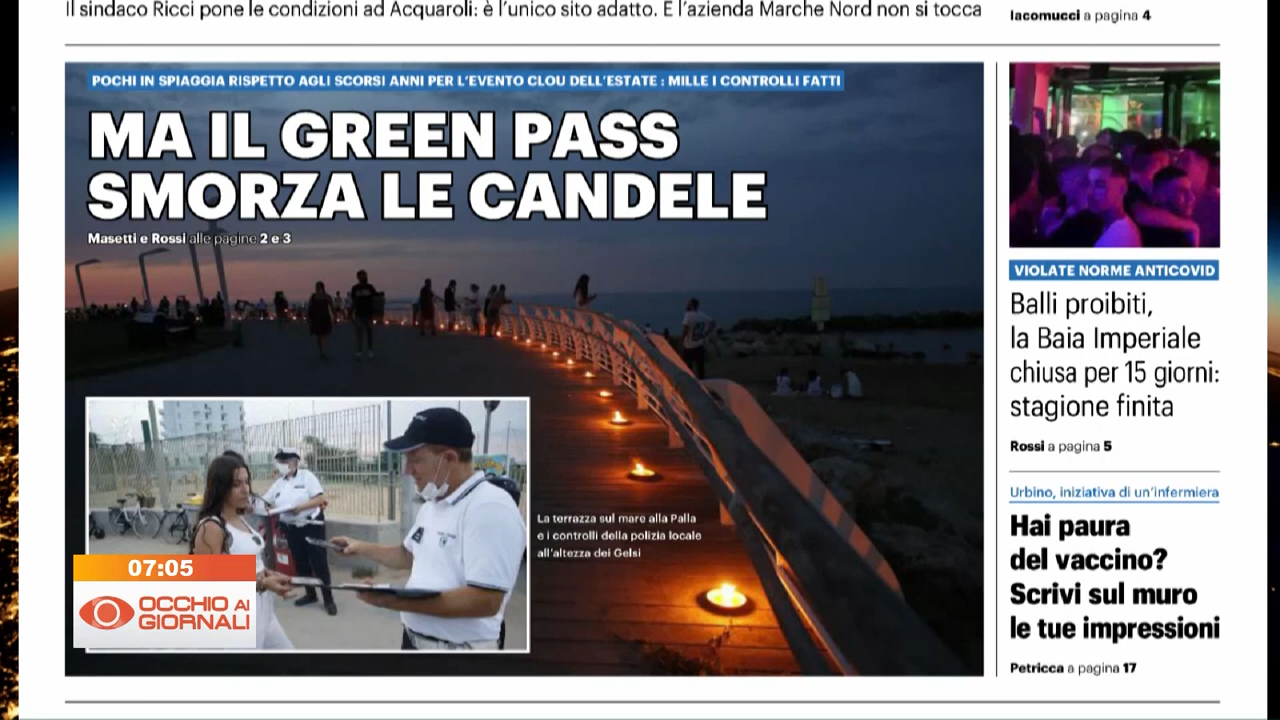 Il sindaco Ricci pone le condizioni ad Acquaroli: è l'unico sito adatto. E l'azienda Marche Nord non si tocca
Iacomucci a pagina 4
POCHI IN SPIAGGIA RISPETTO AGLI SCORSI ANNI PER L'EVENTO CLOU DELL'ESTATE : MILLE I CONTROLLI FATTI
MA IL GREEN PASS
SMORZA LE CANDELE
Masetti e Rossi alle pagine 2 e 3
La terrazza sul mare alla Palla
e i controlli della polizia locale
all'altezza dei Gelsi
07:05
OCCHIO AI
GIORNALI
VIOLATE NORME ANTICOVID
Balli proibiti,
la Baia Imperiale
chiusa per 15 giorni:
stagione finita
Rossi a pagina 5
Urbino, iniziativa di un'infermiera
Hai paura
del vaccino?
Scrivi sul muro
le tue impressioni
Petricca a pagina 17